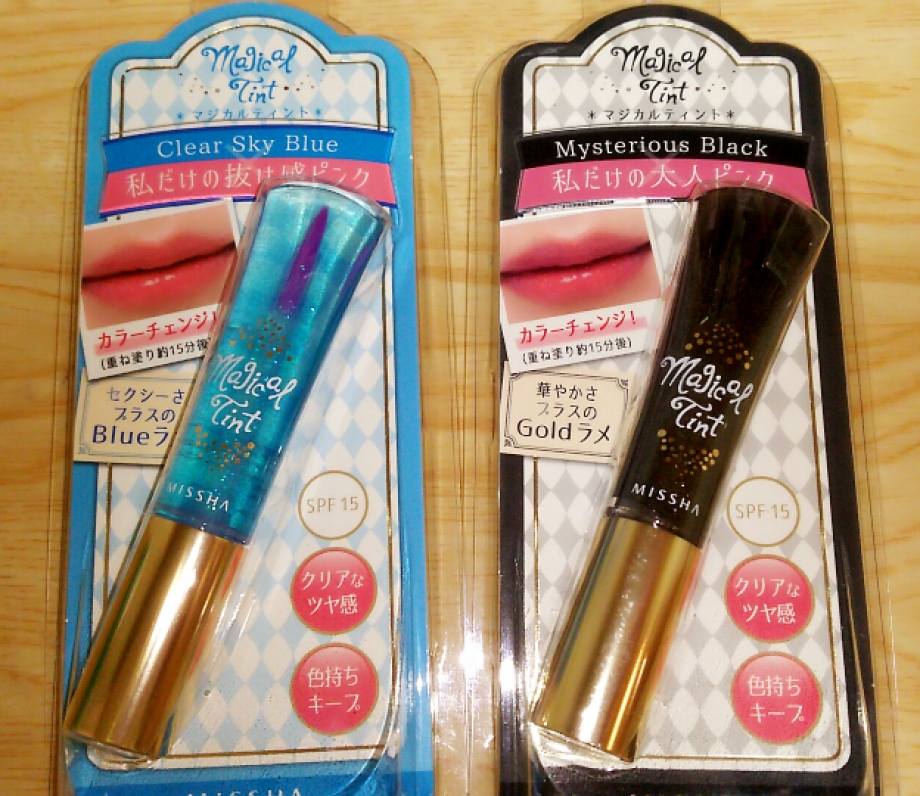 Magical
Tint
*マジカルティント*
Clear Sky Blue
私だけの抜け感ピンク
カラーチェンジ!
(重ね塗り約15分後)
セクシーさ
プラスの
Blueラ
Magical
Tint
MISSHA
SPF 15
クリアな
ツヤ感
色持ち
キープ
MISSHA
Magical
Tint
*マジカルティント*
Mysterious Black
私だけの大人ピンク
カラーチェンジ!
(重ね塗り約15分後)
華やかさ
プラスの
Goldラメ
Magical
Tint
MISSHA
SPF 15
クリアな
ツヤ感
色持ち
キープ